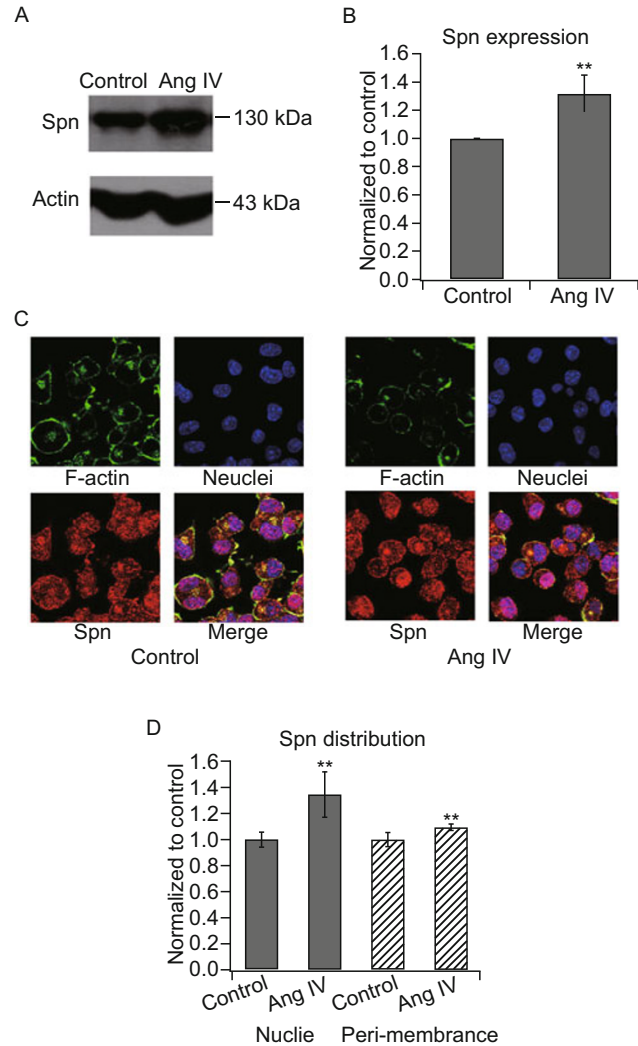 A
Control Ang IV
Spn
130 kDa
Actin
43 kDa
B
Spn expression
Normalized to control
1.6
1.4
1.2
1.0
0.8
0.6
0.4
0.2
0.0
**
Control
Ang IV
C
F-actin
Neuclei
Spn
Merge
Control
F-actin
Neuclei
Spn
Merge
Ang IV
D
Spn distribution
Normalized to control
1.6
1.4
1.2
1.0
0.8
0.6
0.4
0.2
0.0
**
**
Control
Ang IV
Control
Ang IV
Nuclie
Peri-membrance